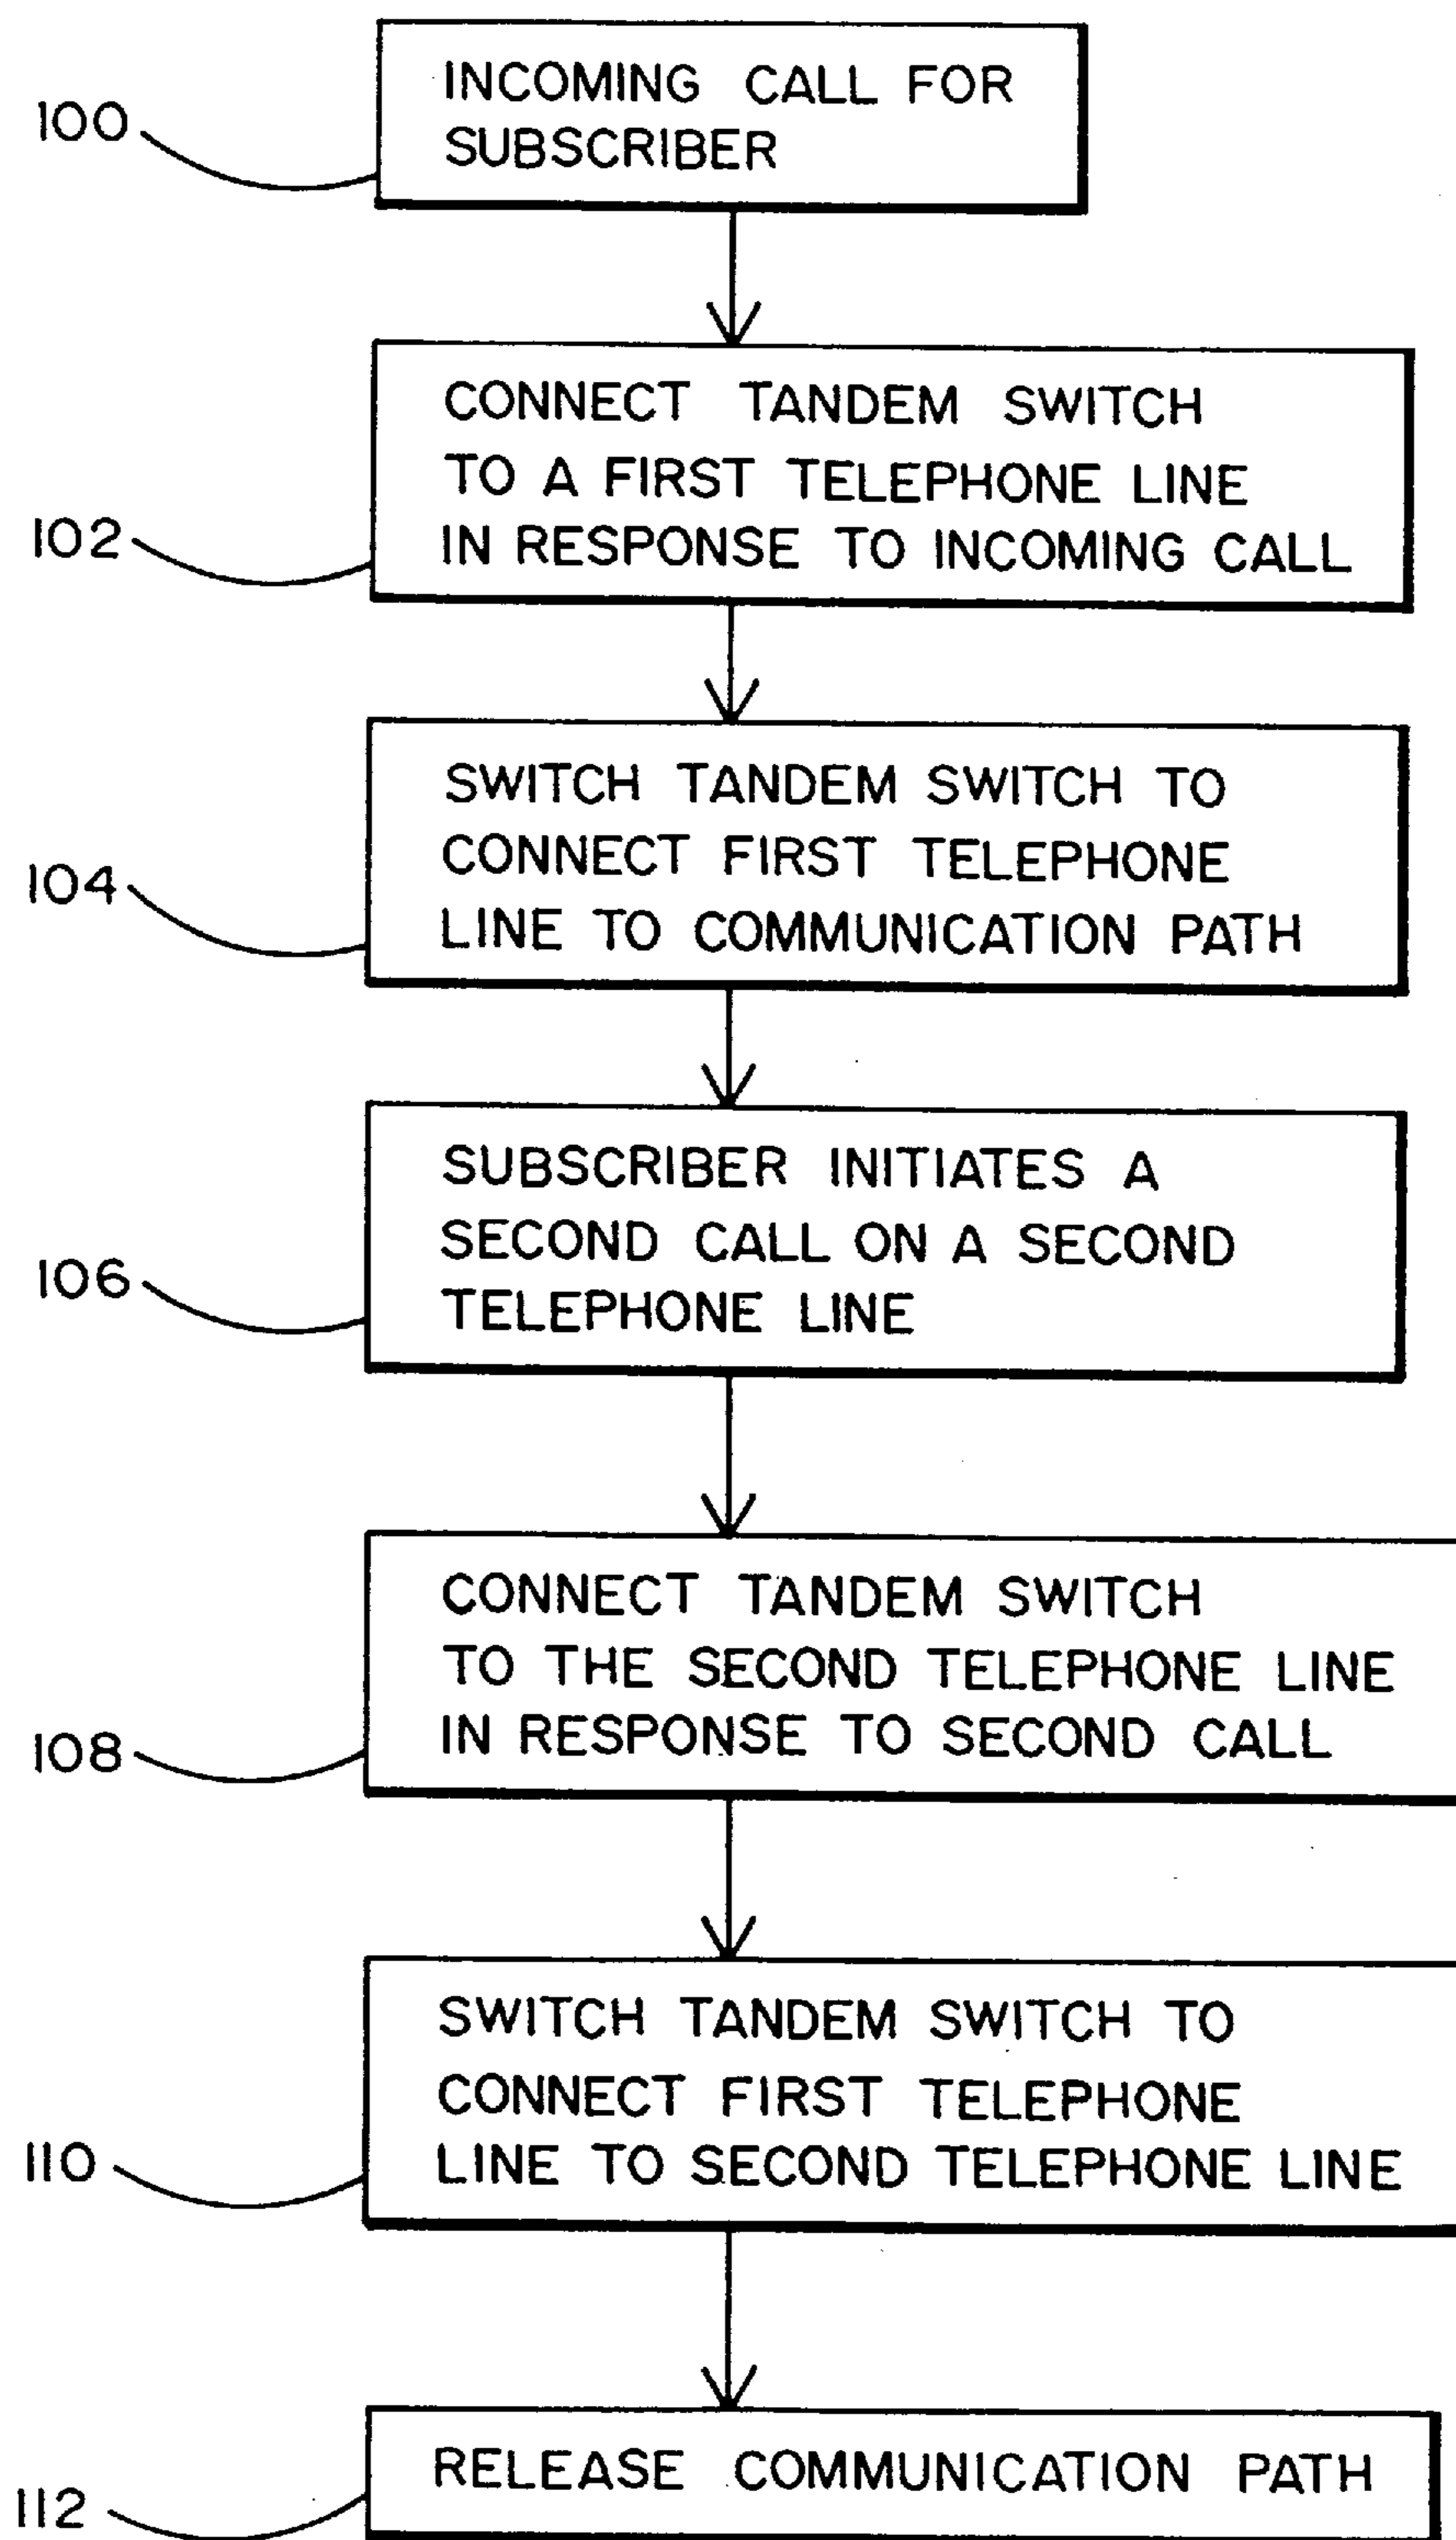 100
INCOMING CALL FOR
SUBSCRIBER
102
CONNECT TANDEM SWITCH
TO A FIRST TELEPHONE LINE
IN RESPONSE TO INCOMING CALL
104
SWITCH TANDEM SWITCH TO
CONNECT FIRST TELEPHONE
LINE TO COMMUNICATION PATH
106
SUBSCRIBER INITIATES A
SECOND CALL ON A SECOND
TELEPHONE LINE
108
CONNECT TANDEM SWITCH
TO THE SECOND TELEPHONE LINE
IN RESPONSE TO SECOND CALL
110
SWITCH TANDEM SWITCH TO
CONNECT FIRST TELEPHONE
LINE TO SECOND TELEPHONE LINE
112
RELEASE COMMUNICATION PATH